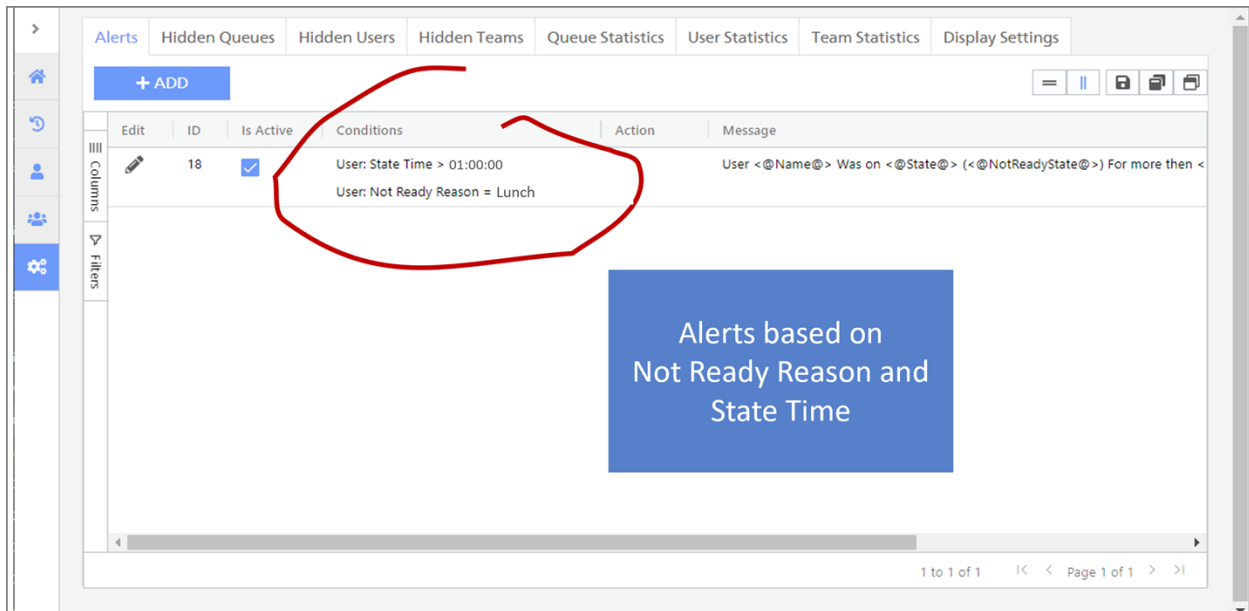 Alerts Hidden Queues Hidden Users Hidden Teams Queue Statistics User Statistics Team Statistics Display Settings
+ ADD
Edit ID Is Active Conditions Action Message
18 User: State Time > 01:00:00 User <@Name@> Was on <@State@> (<@NotReadyState@>) For more then <
User: Not Ready Reason = Lunch
Columns
Filters
Alerts based on
Not Ready Reason and
State Time
1 to 1 of 1 Page 1 of 1